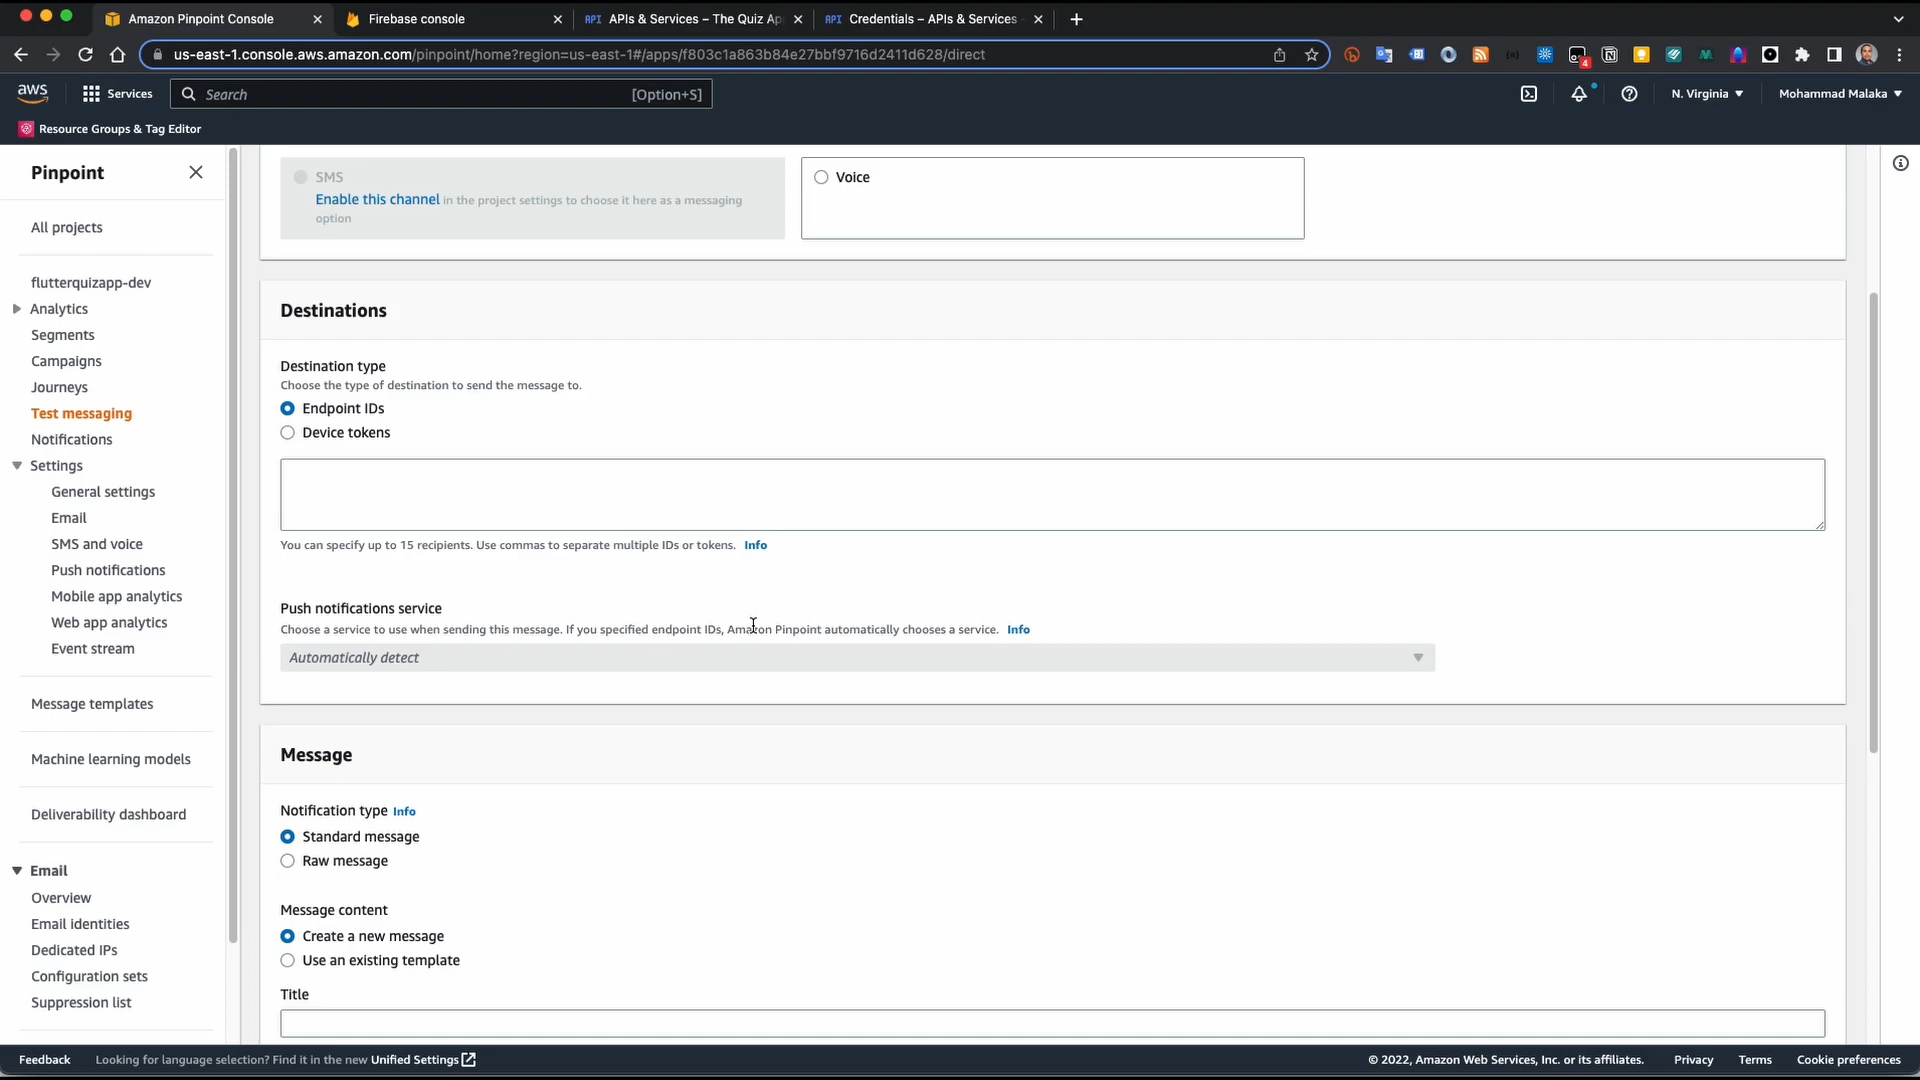 Amazon Pinpoint Console
Firebase console
API APIs & Services – The Quiz Ap
API Credentials – APIs & Services
us-east-1.console.aws.amazon.com/pinpoint/home?region=us-east-1#/apps/f803c1a863b84e27bbf9716d2411d628/direct
4
aws
Services
Search
[Option+S]
N. Virginia
Mohammad Malaka
Resource Groups & Tag Editor
Pinpoint
All projects
flutterquizapp-dev
Analytics
Segments
Campaigns
Journeys
Test messaging
Notifications
Settings
General settings
Email
SMS and voice
Push notifications
Mobile app analytics
Web app analytics
Event stream
Message templates
Machine learning models
Deliverability dashboard
Email
Overview
Email identities
Dedicated IPs
Configuration sets
Suppression list
SMS
Enable this channel in the project settings to choose it here as a messaging
option
Voice
Destinations
Destination type
Choose the type of destination to send the message to.
Endpoint IDs
Device tokens
You can specify up to 15 recipients. Use commas to separate multiple IDs or tokens. Info
Push notifications service
Choose a service to use when sending this message. If you specified endpoint IDs, Amazon Pinpoint automatically chooses a service. Info
Automatically detect
Message
Notification type Info
Standard message
Raw message
Message content
Create a new message
Use an existing template
Title
Feedback
Looking for language selection? Find it in the new Unified Settings
© 2022, Amazon Web Services, Inc. or its affiliates.
Privacy
Terms
Cookie preferences